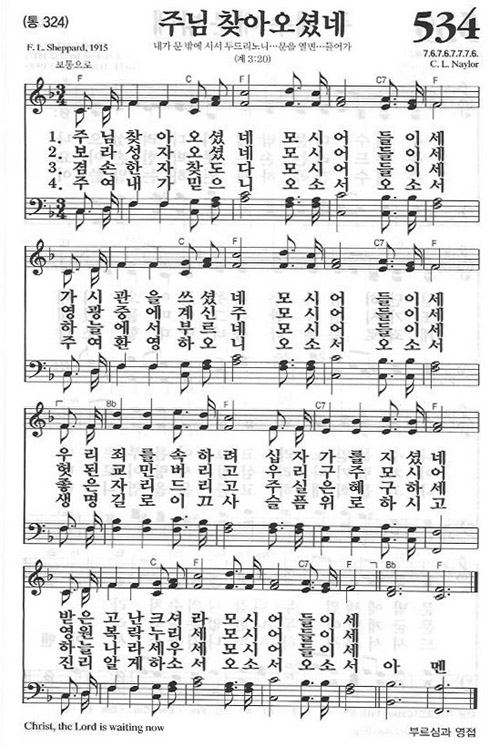 (통 324)
주님 찾아오셨네
534
F. L. Sheppard, 1915
내가 문 밖에 서서 두드리노니…문을 열면…들어가
(계 3:20)
7.6.7.6.7.7.7.6.
C. L. Naylor
보통으로
F C F C7 F
1. 주 님 찾 아 오 셨 네 모 시 어 들 이 세
2. 보 라 성 자 오 셨 네 모 시 어 들 이 세
3. 겸 손 한 자 찾 도 다 모 시 어 들 이 세
4. 주 여 내 가 믿 으 니 오 소 서 오 소 서
C F C7 F
가 시 관 을 쓰 셨 네 모 시 어 들 이 세
영 광 중 에 계 신 주 모 시 어 들 이 세
하 늘 에 서 부 르 네 모 시 어 들 이 세
주 여 환 영 하 오 니 오 소 서 오 소 서
Bb F C7 F
우 리 죄 를 속 하 려 십 자 가 를 지 셨 네
헛 된 교 만 버 리 고 우 리 구 주 모 시 어
좋 은 자 리 드 리 고 주 실 은 혜 구 하 세
생 명 길 로 이 끄 사 슬 픔 위 로 하 시 고
C F C7 F Bb F
받 은 고 난 크 셔 라 모 시 어 들 이 세
영 원 복 락 누 리 세 모 시 어 들 이 세
하 늘 나 라 세 우 세 모 시 어 들 이 세
진 리 알 게 하 소 서 오 소 서 오 소 서 아 멘
Christ, the Lord is waiting now
부르심과 영접